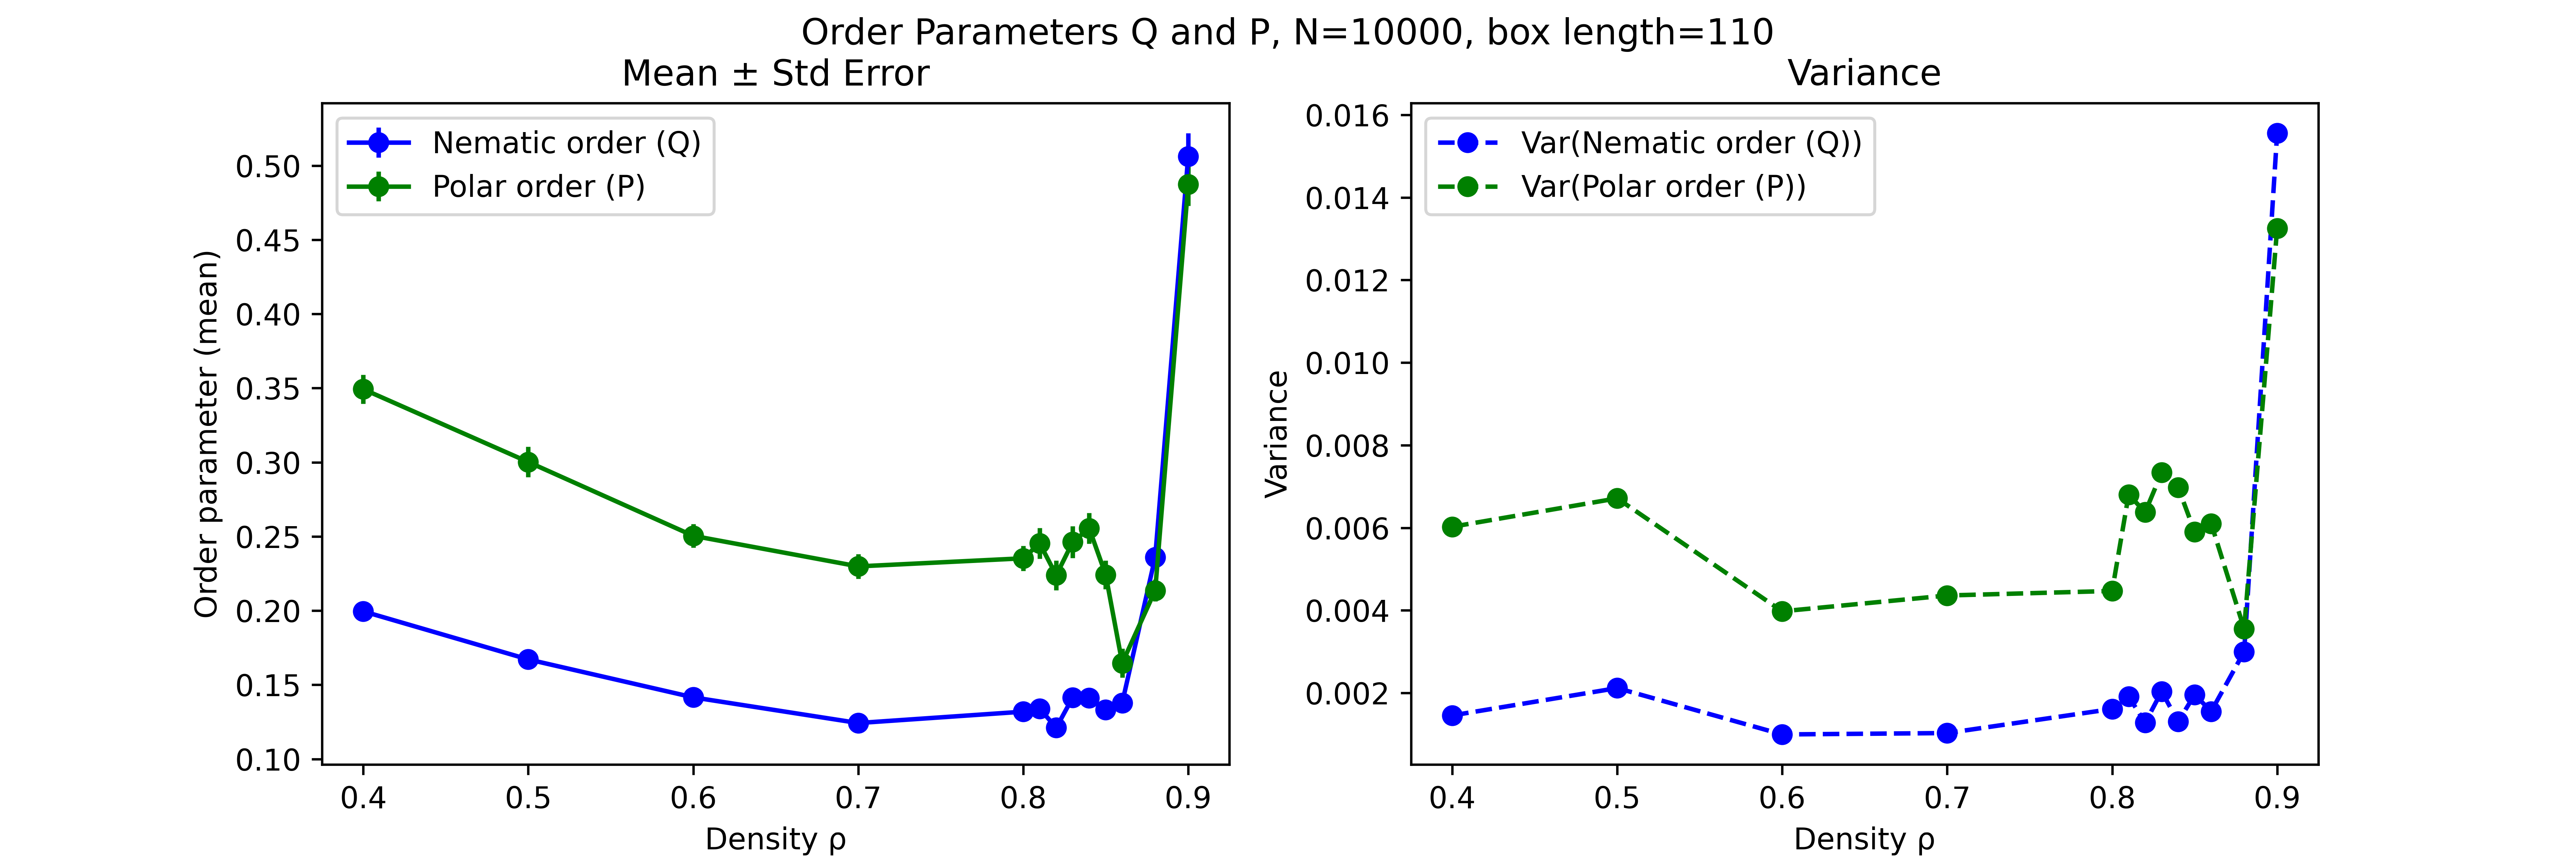 Order Parameters Q and P, N=10000, box length=110
Mean ± Std Error
Nematic order (Q)
Polar order (P)
Order parameter (mean)
0.50
0.45
0.40
0.35
0.30
0.25
0.20
0.15
0.10
0.4 0.5 0.6 0.7 0.8 0.9
Density ρ
Variance
Var(Nematic order (Q))
Var(Polar order (P))
Variance
0.016
0.014
0.012
0.010
0.008
0.006
0.004
0.002
0.4 0.5 0.6 0.7 0.8 0.9
Density ρ